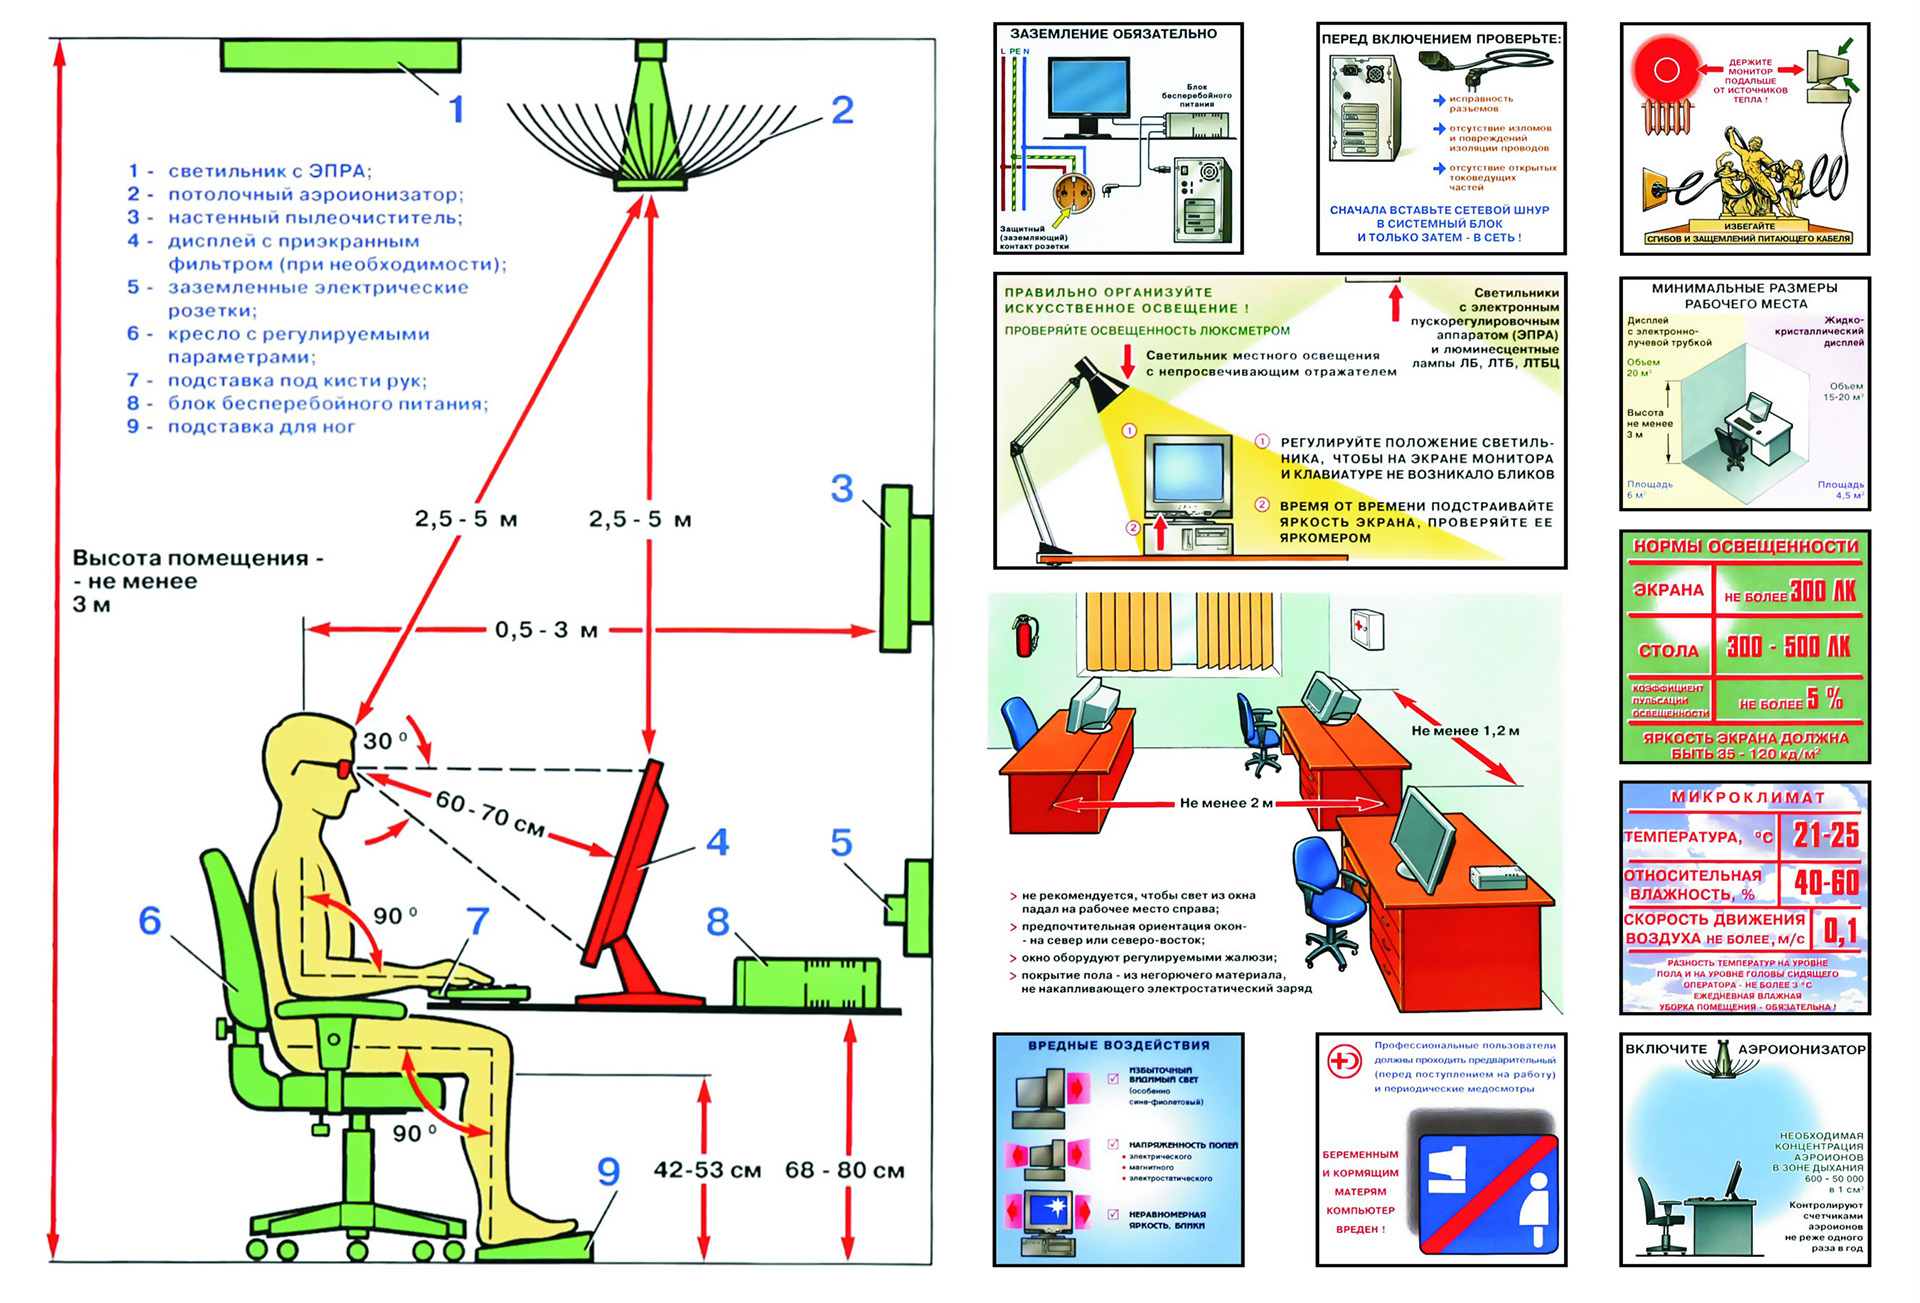 1
2
1 - светильник с ЭПРА;
2 - потолочный аэроионизатор;
3 - настенный пылеочиститель;
4 - дисплей с приэкранным
фильтром (при необходимости);
5 - заземленные электрические
розетки;
6 - кресло с регулируемыми
параметрами;
7 - подставка под кисти рук;
8 - блок бесперебойного питания;
9 - подставка для ног
3
2,5 - 5 м
2,5 - 5 м
Высота помещения -
- не менее
3 м
0,5 - 3 м
30 °
60 - 70 см
4
5
6
90 °
7
8
90 °
9
42-53 см
68 - 80 см
ЗАЗЕМЛЕНИЕ ОБЯЗАТЕЛЬНО
L PE N
Блок
бесперебойного
питания
Защитный
(заземляющий)
контакт розетки
ПЕРЕД ВКЛЮЧЕНИЕМ ПРОВЕРЬТЕ:
исправность
разъемов
отсутствие изломов
и повреждений
изоляции проводов
отсутствие открытых
токоведущих
частей
СНАЧАЛА ВСТАВЬТЕ СЕТЕВОЙ ШНУР
В СИСТЕМНЫЙ БЛОК
И ТОЛЬКО ЗАТЕМ - В СЕТЬ !
ДЕРЖИТЕ
МОНИТОР
ПОДАЛЬШЕ
ОТ ИСТОЧНИКОВ
ТЕПЛА !
ИЗБЕГАЙТЕ
СГИБОВ И ЗАЩЕМЛЕНИЙ ПИТАЮЩЕГО КАБЕЛЯ
ПРАВИЛЬНО ОРГАНИЗУЙТЕ
ИСКУССТВЕННОЕ ОСВЕЩЕНИЕ !
ПРОВЕРЯЙТЕ ОСВЕЩЕННОСТЬ ЛЮКСМЕТРОМ
Светильник местного освещения
с непросвечивающим отражателем
Светильники
с электронным
пускорегулировочным
аппаратом (ЭПРА)
и люминесцентные
лампы ЛБ, ЛТБ, ЛТБЦ
1
2
1 РЕГУЛИРУЙТЕ ПОЛОЖЕНИЕ СВЕТИЛЬ-
НИКА, ЧТОБЫ НА ЭКРАНЕ МОНИТОРА
И КЛАВИАТУРЕ НЕ ВОЗНИКАЛО БЛИКОВ
2 ВРЕМЯ ОТ ВРЕМЕНИ ПОДСТРАИВАЙТЕ
ЯРКОСТЬ ЭКРАНА, ПРОВЕРЯЙТЕ ЕЕ
ЯРКОМЕРОМ
МИНИМАЛЬНЫЕ РАЗМЕРЫ
РАБОЧЕГО МЕСТА
Дисплей
с электронно-
лучевой трубкой
Объем
20 м³
Высота
не менее
3 м
Площадь
6 м²
Жидко-
кристаллический
дисплей
Объем
15-20 м³
Площадь
4,5 м²
НОРМЫ ОСВЕЩЕННОСТИ
ЭКРАНА НЕ БОЛЕЕ 300 ЛК
СТОЛА 300 - 500 ЛК
КОЭФФИЦИЕНТ
ПУЛЬСАЦИИ
ОСВЕЩЕННОСТИ
НЕ БОЛЕЕ 5 %
ЯРКОСТЬ ЭКРАНА ДОЛЖНА
БЫТЬ 35 - 120 кд/м²
Не менее 1,2 м
Не менее 2 м
> не рекомендуется, чтобы свет из окна
падал на рабочее место справа;
> предпочтительная ориентация окон-
- на север или северо-восток;
> окно оборудуют регулируемыми жалюзи;
> покрытие пола - из негорючего материала,
не накапливающего электростатический заряд
МИКРОКЛИМАТ
ТЕМПЕРАТУРА, °С 21-25
ОТНОСИТЕЛЬНАЯ
ВЛАЖНОСТЬ, % 40-60
СКОРОСТЬ ДВИЖЕНИЯ
ВОЗДУХА НЕ БОЛЕЕ, м/с 0,1
РАЗНОСТЬ ТЕМПЕРАТУР НА УРОВНЕ
ПОЛА И НА УРОВНЕ ГОЛОВЫ СИДЯЩЕГО
ОПЕРАТОРА - НЕ БОЛЕЕ 3 °С
ЕЖЕДНЕВНАЯ ВЛАЖНАЯ
УБОРКА ПОМЕЩЕНИЯ - ОБЯЗАТЕЛЬНА !
ВРЕДНЫЕ ВОЗДЕЙСТВИЯ
ИЗБЫТОЧНЫЙ
ВИДИМЫЙ СВЕТ
(особенно
сине-фиолетовый)
НАПРЯЖЕННОСТЬ ПОЛЕЙ
• электрического
• магнитного
• электростатического
НЕРАВНОМЕРНАЯ
ЯРКОСТЬ, БЛИКИ
Профессиональные пользователи
должны проходить предварительный
(перед поступлением на работу)
и периодические медосмотры
БЕРЕМЕННЫМ
И КОРМЯЩИМ
МАТЕРЯМ
КОМПЬЮТЕР
ВРЕДЕН !
ВКЛЮЧИТЕ АЭРОИОНИЗАТОР
НЕОБХОДИМАЯ
КОНЦЕНТРАЦИЯ
АЭРОИОНОВ
В ЗОНЕ ДЫХАНИЯ
600 - 50 000
в 1 см³
Контролируют
счетчиками
аэроионов
не реже одного
раза в год